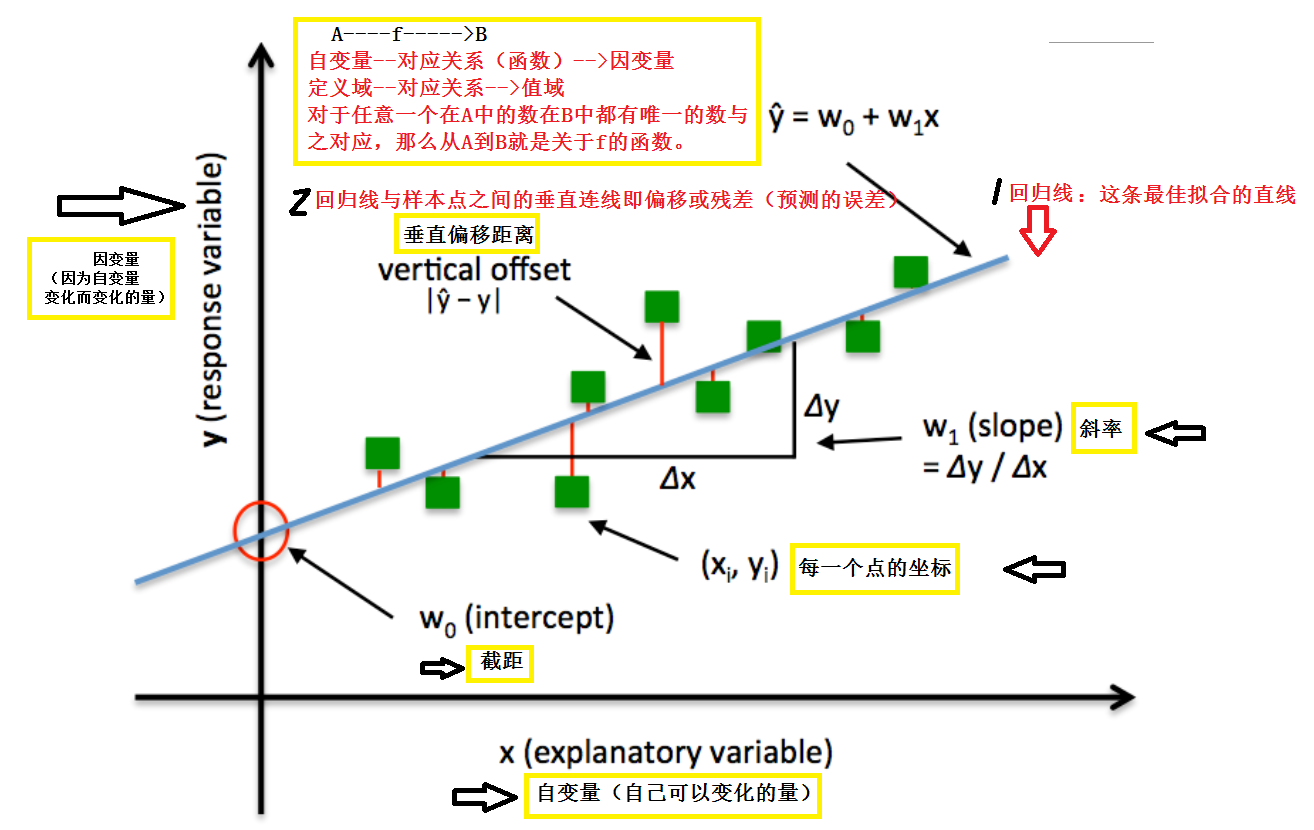 A----f----->B
自变量--对应关系（函数）-->因变量
定义域--对应关系-->值域
对于任意一个在A中的数在B中都有唯一的数与
之对应，那么从A到B就是关于f的函数。
ŷ = w₀ + w₁x
1 回归线：这条最佳拟合的直线
2 回归线与样本点之间的垂直连线即偏移或残差（预测的误差）
垂直偏移距离
vertical offset
|ŷ − y|
y (response variable)
因变量
（因为自变量
变化而变化的量）
Δy
Δx
w₁ (slope)
= Δy / Δx
斜率
(xᵢ, yᵢ)
每一个点的坐标
w₀ (intercept)
截距
x (explanatory variable)
自变量（自己可以变化的量）